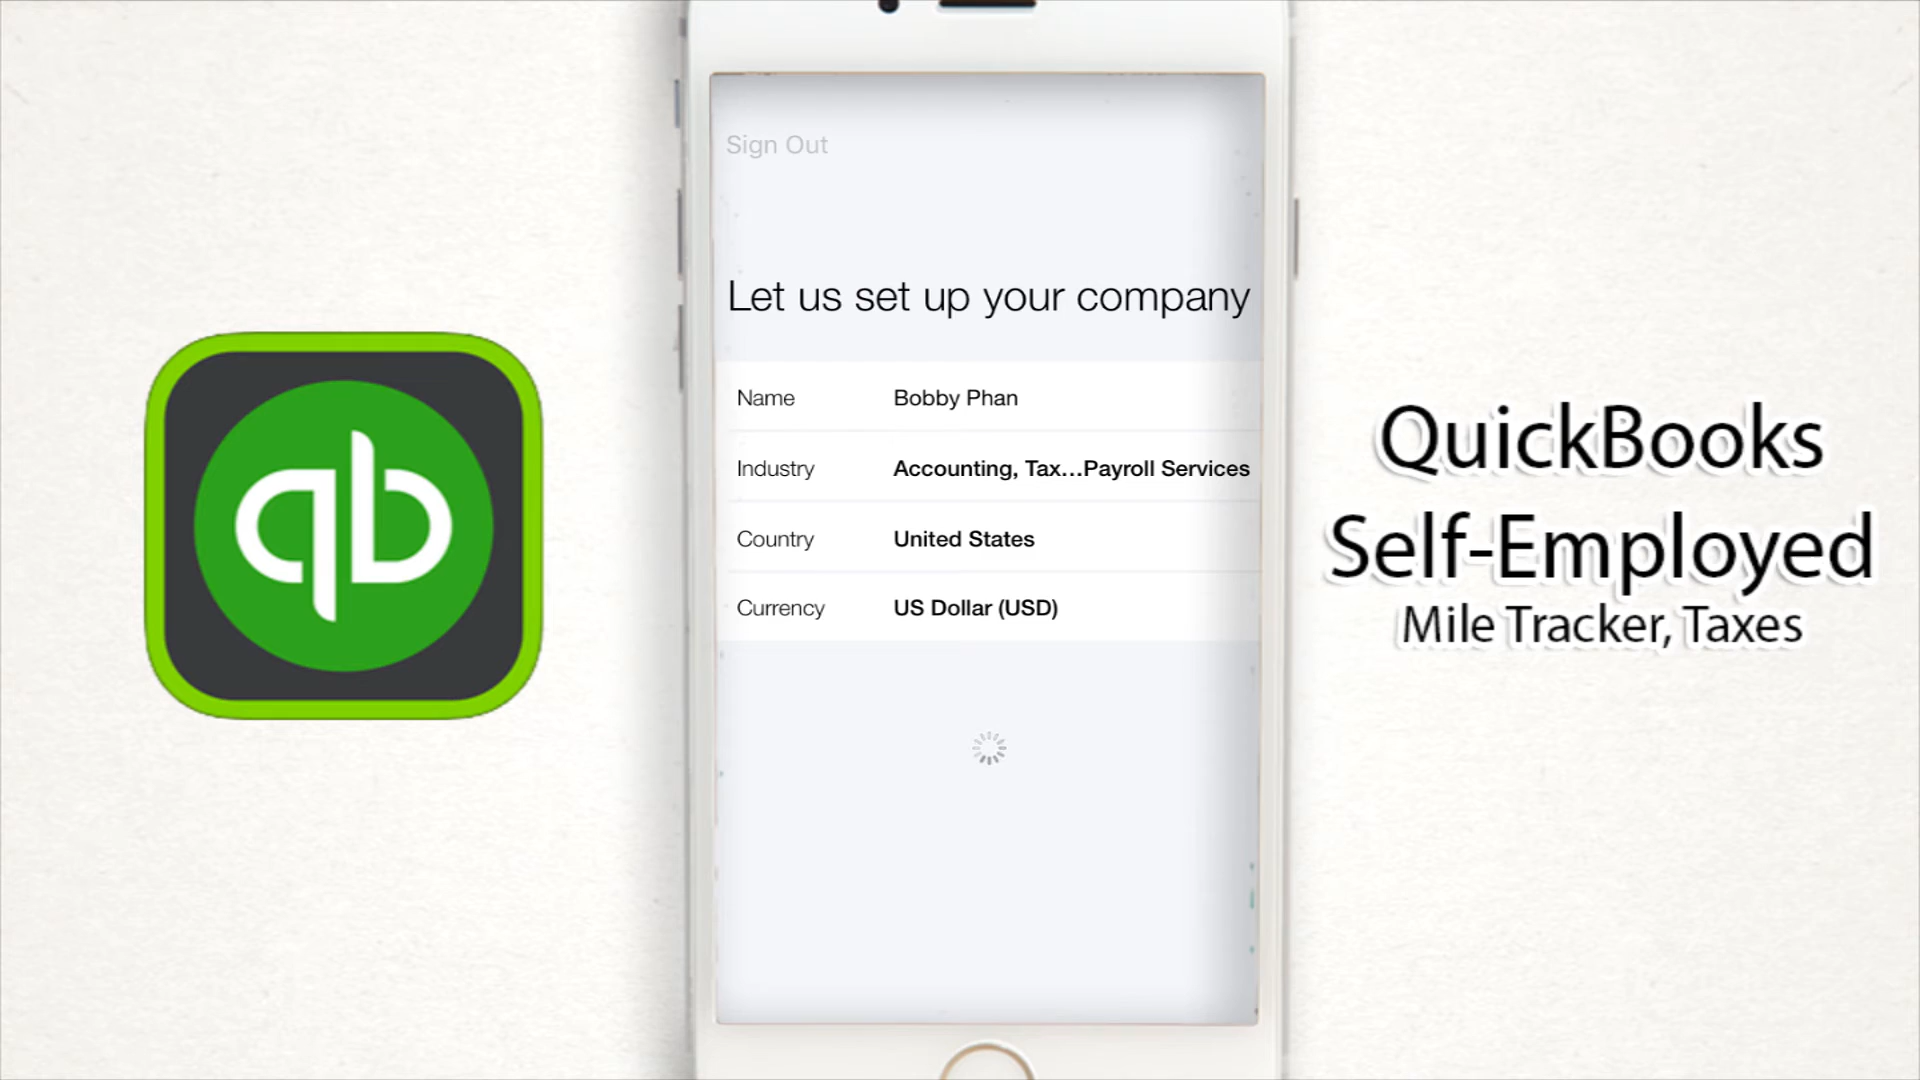 Sign Out
Let us set up your company
Name Bobby Phan
Industry Accounting, Tax...Payroll Services
Country United States
Currency US Dollar (USD)
qb
QuickBooks
Self-Employed
Mile Tracker, Taxes